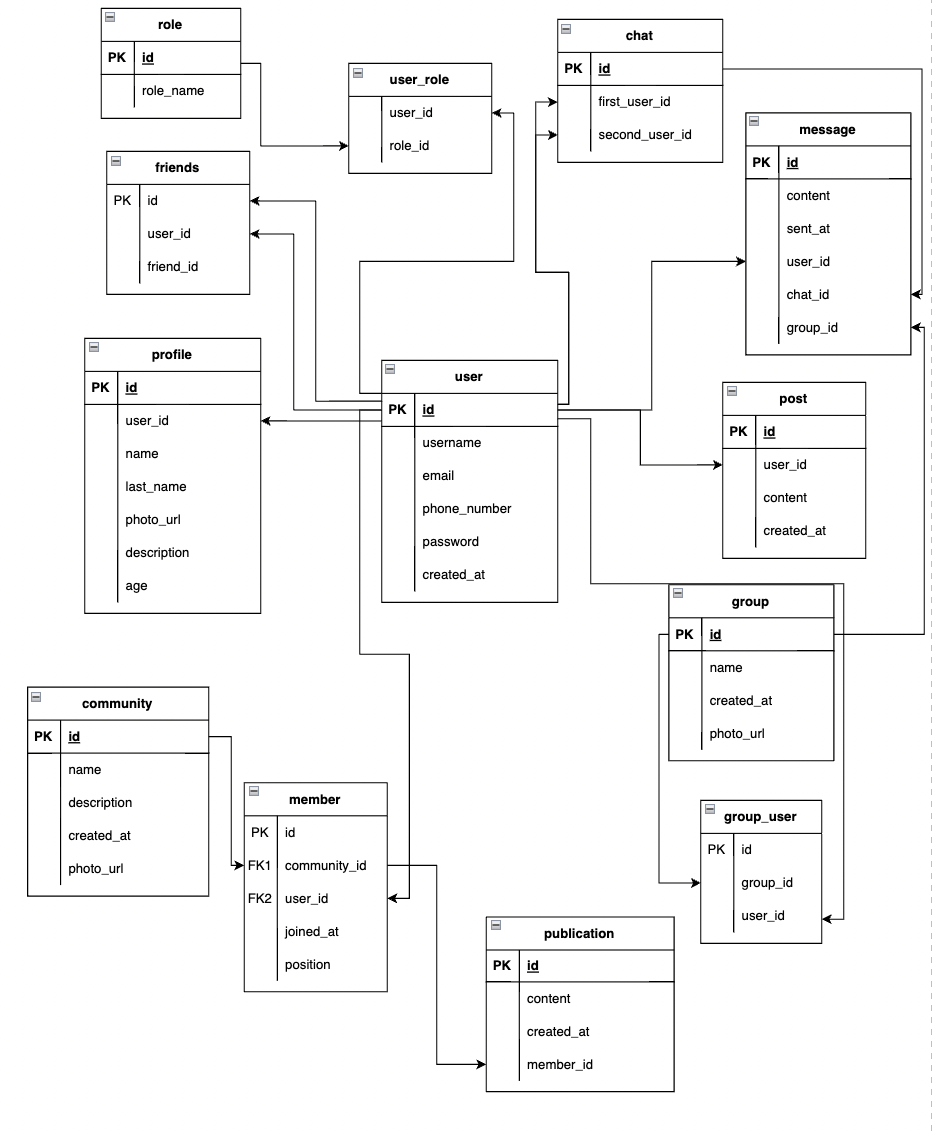 role
PK id
role_name
user_role
user_id
role_id
chat
PK id
first_user_id
second_user_id
message
PK id
content
sent_at
user_id
chat_id
group_id
friends
PK id
user_id
friend_id
profile
PK id
user_id
name
last_name
photo_url
description
age
user
PK id
username
email
phone_number
password
created_at
post
PK id
user_id
content
created_at
group
PK id
name
created_at
photo_url
community
PK id
name
description
created_at
photo_url
member
PK id
FK1 community_id
FK2 user_id
joined_at
position
group_user
PK id
group_id
user_id
publication
PK id
content
created_at
member_id